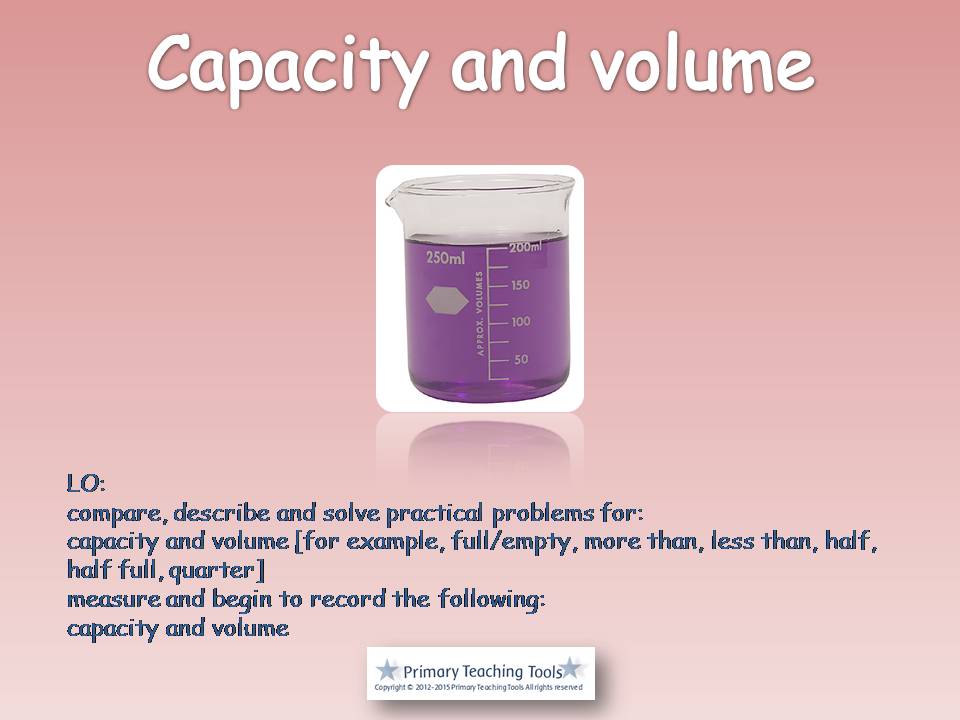 Capacity and volume
250ml
200ml
150
100
50
APPROX. VOLUMES
LO:
compare, describe and solve practical problems for:
capacity and volume [for example, full/empty, more than, less than, half,
half full, quarter]
measure and begin to record the following:
capacity and volume
Primary Teaching Tools
Copyright © 2012-2015 Primary Teaching Tools All rights reserved